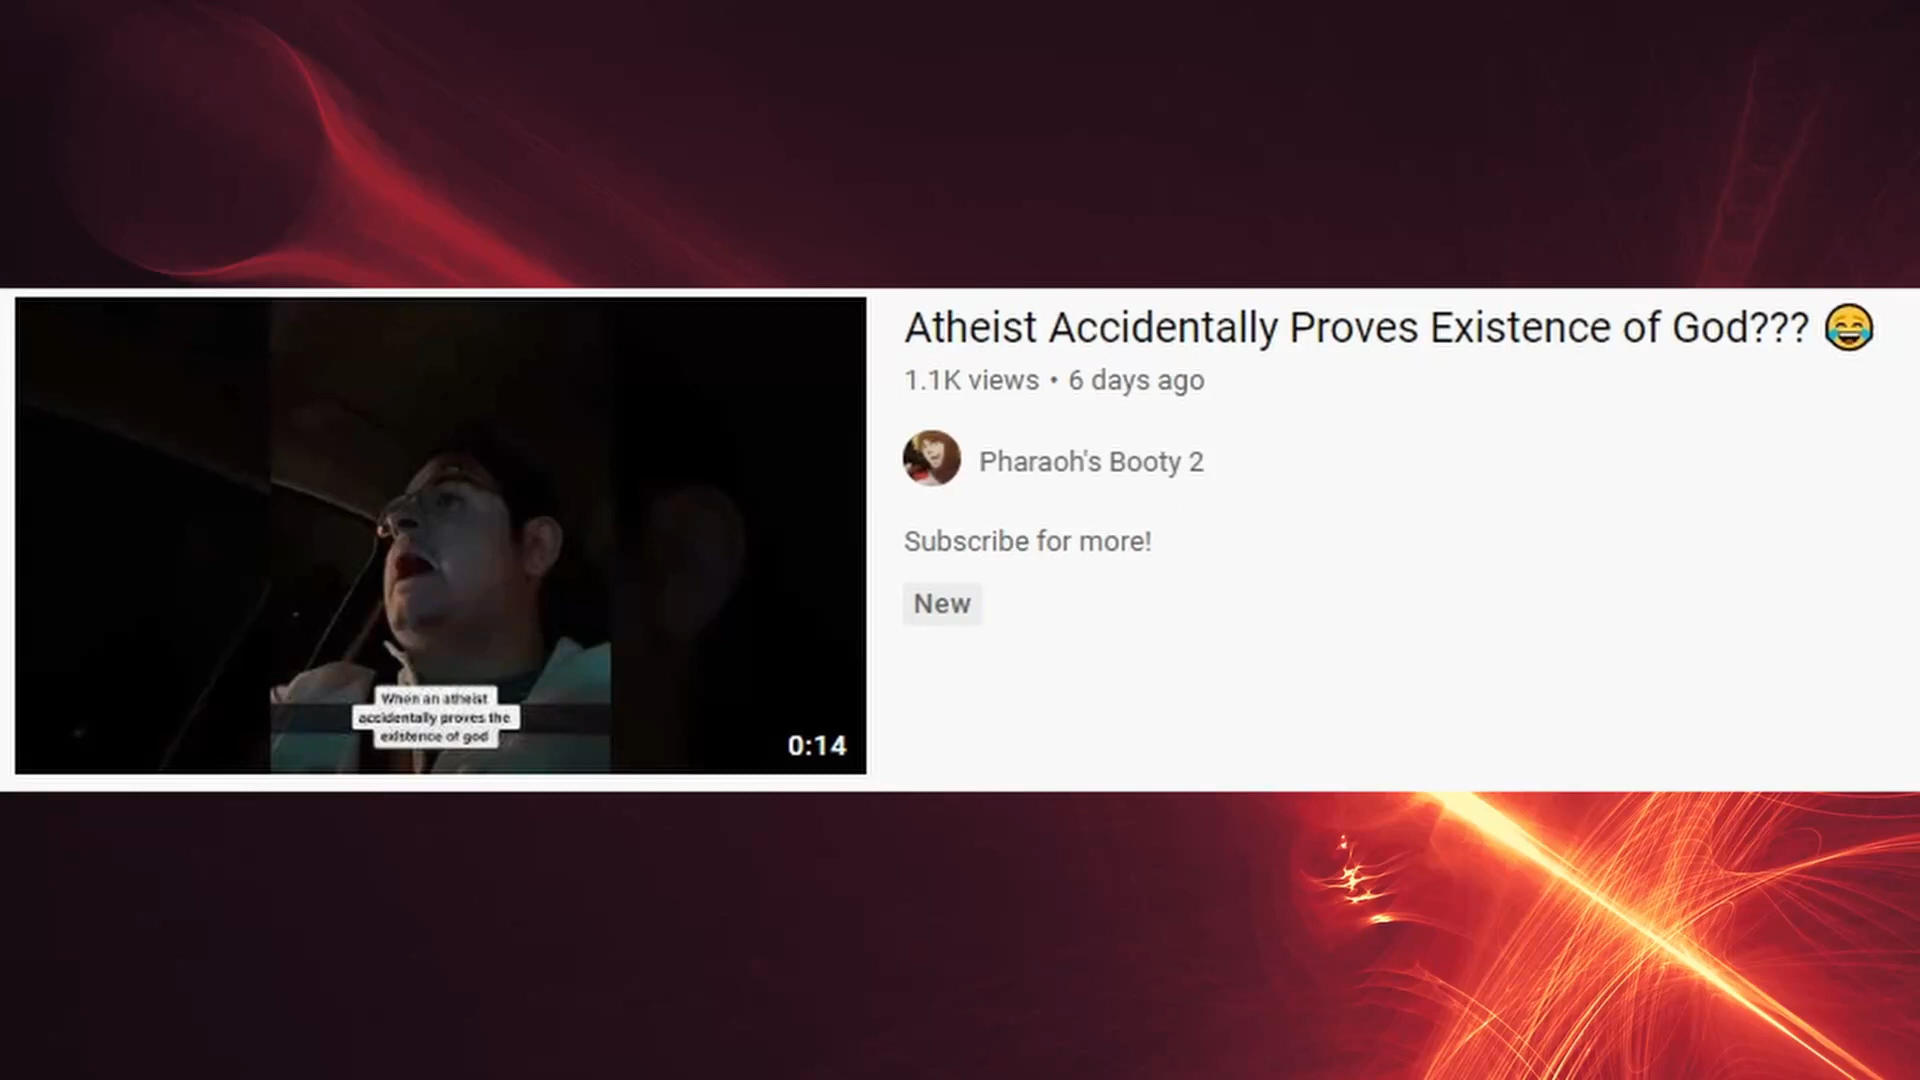 Atheist Accidentally Proves Existence of God??? 😂
1.1K views • 6 days ago
Pharaoh's Booty 2
Subscribe for more!
New
When an atheist
accidentally proves the
existence of god
0:14